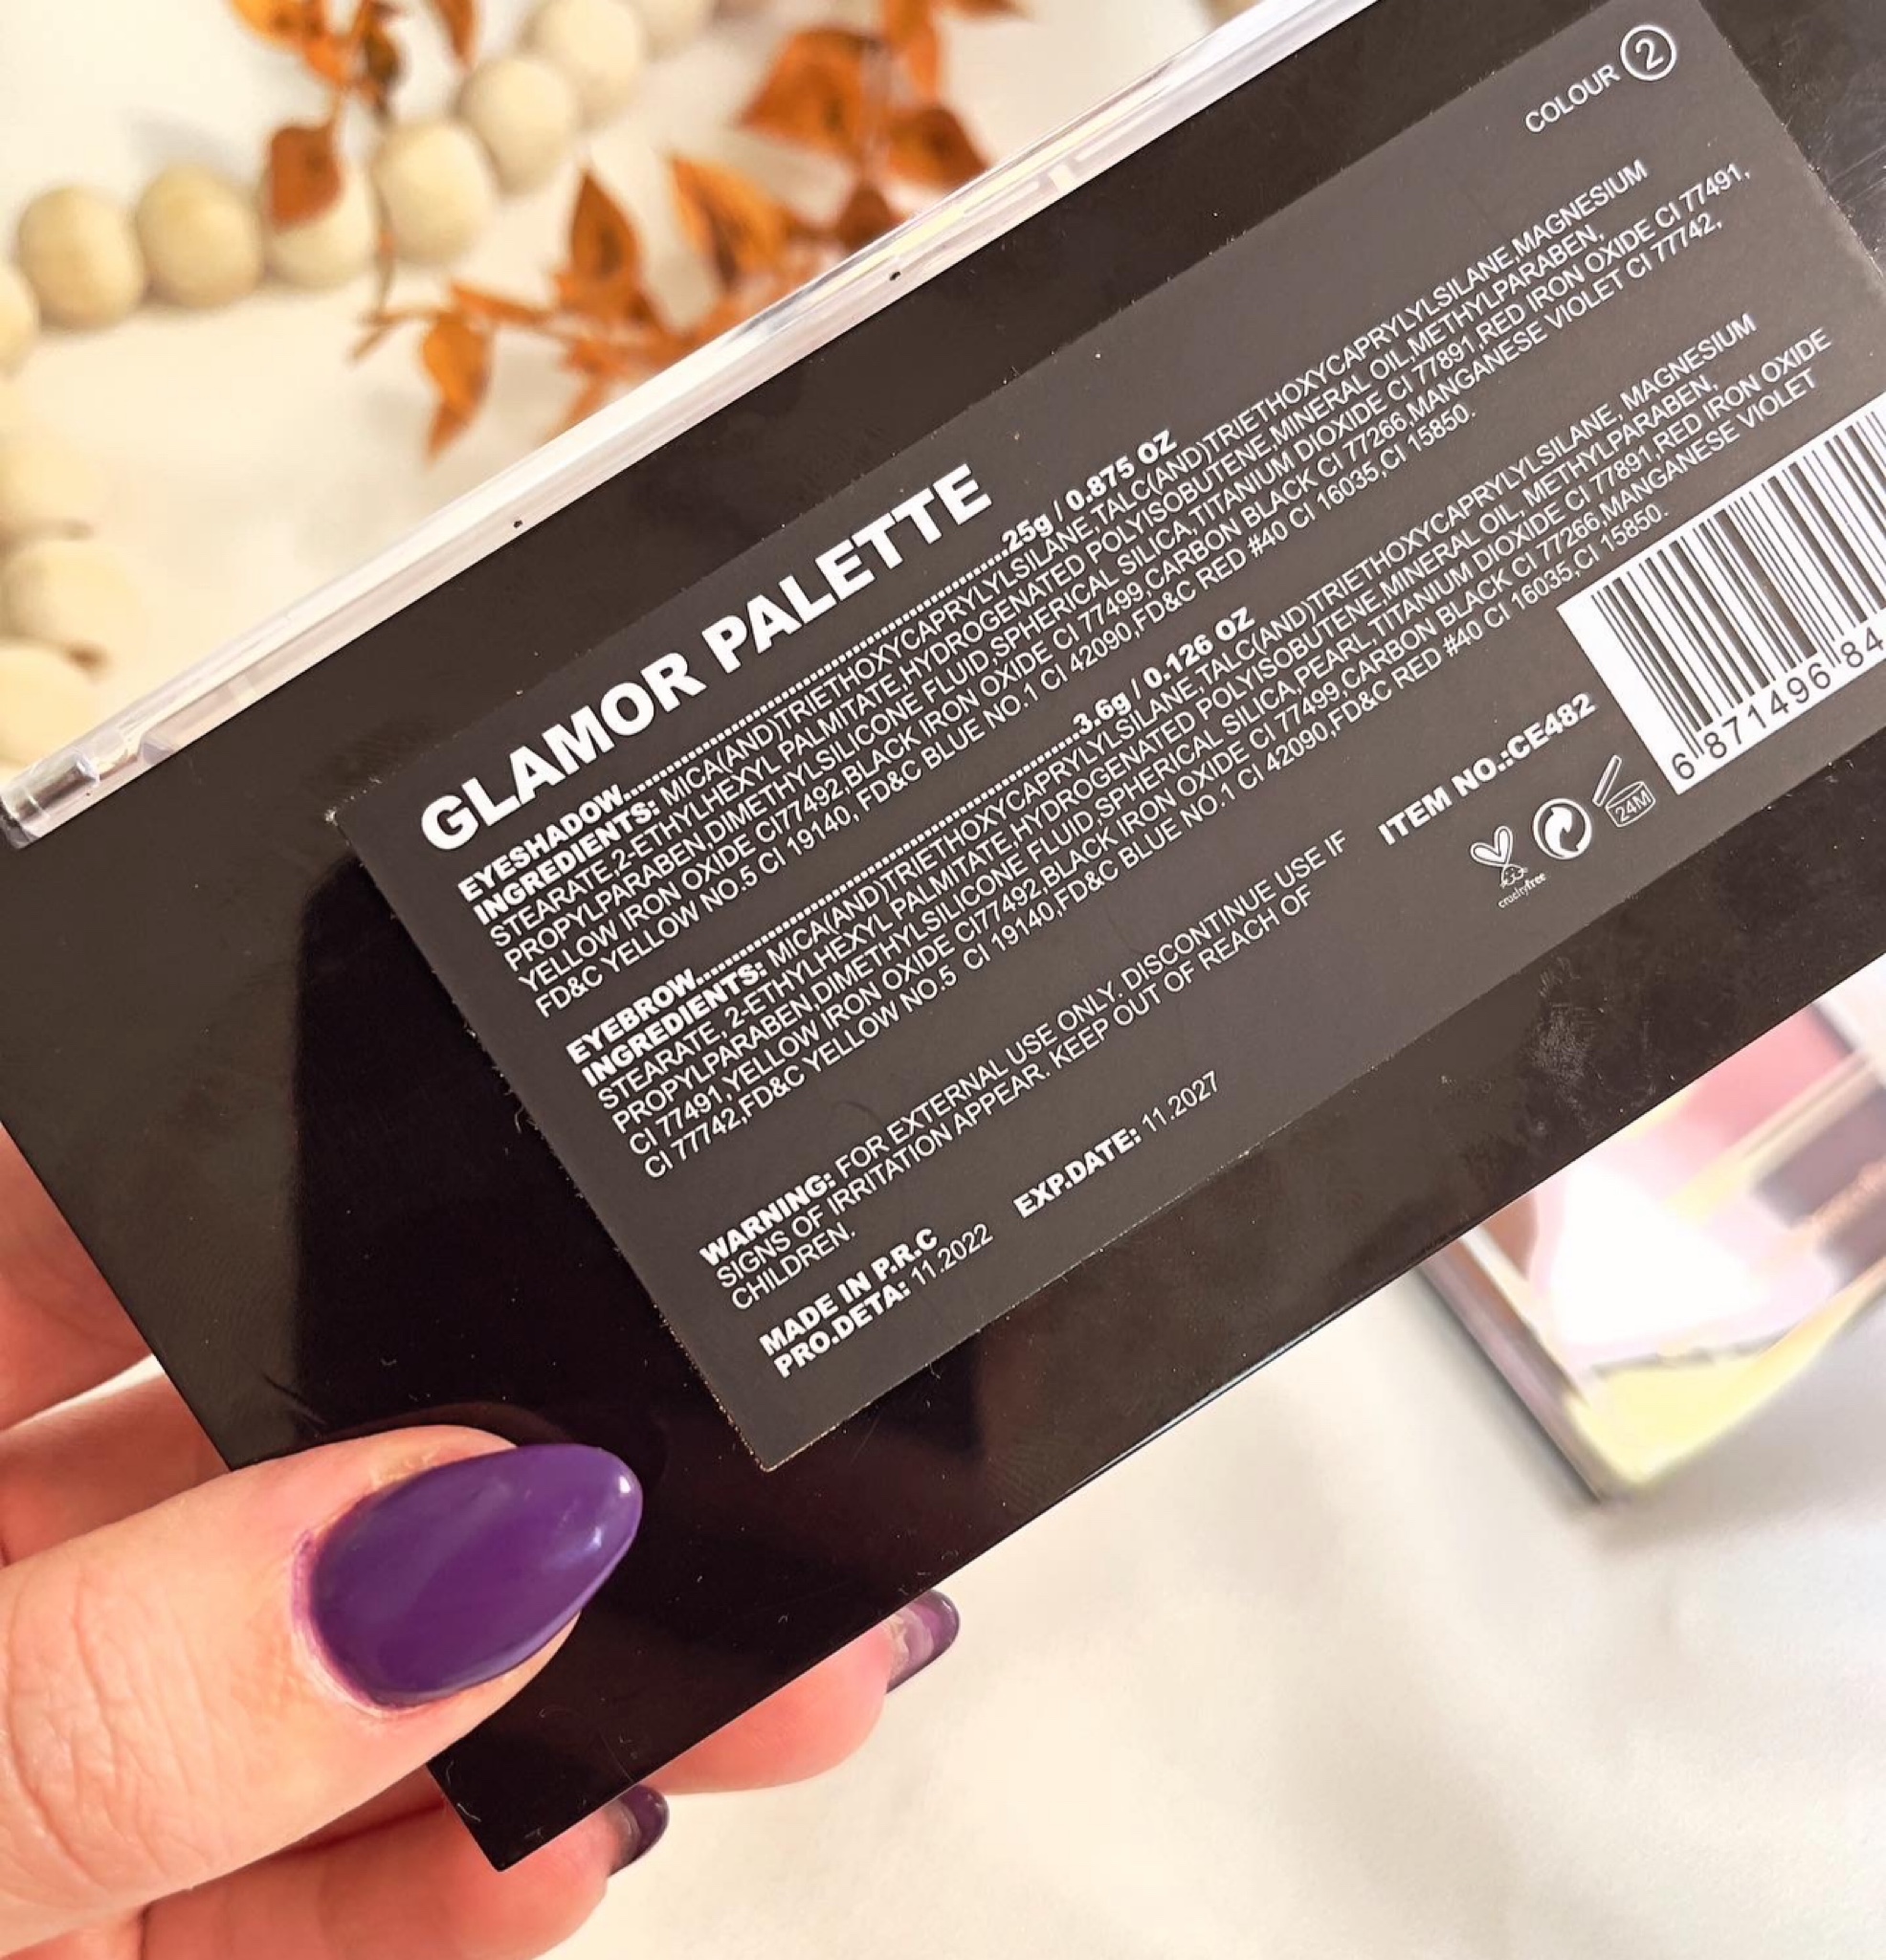 COLOUR 2
GLAMOR PALETTE
EYESHADOW..............................25g / 0.875 OZ
INGREDIENTS: MICA(AND)TRIETHOXYCAPRYLYLSILANE,TALC(AND)TRIETHOXYCAPRYLYLSILANE,MAGNESIUM
STEARATE,2-ETHYLHEXYL PALMITATE,HYDROGENATED POLYISOBUTENE,MINERAL OIL,METHYLPARABEN,
PROPYLPARABEN,DIMETHYLSILICONE FLUID,SPHERICAL SILICA,TITANIUM DIOXIDE CI 77891,RED IRON OXIDE CI 77491,
YELLOW IRON OXIDE CI77492,BLACK IRON OXIDE CI 77499,CARBON BLACK CI 77266,MANGANESE VIOLET CI 77742,
FD&C YELLOW NO.5 CI 19140, FD&C BLUE NO.1 CI 42090,FD&C RED #40 CI 16035,CI 15850.
EYEBROW..............................3.6g / 0.126 OZ
INGREDIENTS: MICA(AND)TRIETHOXYCAPRYLYLSILANE,TALC(AND)TRIETHOXYCAPRYLYLSILANE, MAGNESIUM
STEARATE, 2-ETHYLHEXYL PALMITATE,HYDROGENATED POLYISOBUTENE,MINERAL OIL, METHYLPARABEN,
PROPYLPARABEN,DIMETHYLSILICONE FLUID,SPHERICAL SILICA,PEARL,TITANIUM DIOXIDE CI 77891,RED IRON OXIDE
CI 77491,YELLOW IRON OXIDE CI77492,BLACK IRON OXIDE CI 77499,CARBON BLACK CI 77266,MANGANESE VIOLET
CI 77742,FD&C YELLOW NO.5 CI 19140,FD&C BLUE NO.1 CI 42090,FD&C RED #40 CI 16035,CI 15850.
WARNING: FOR EXTERNAL USE ONLY. DISCONTINUE USE IF
SIGNS OF IRRITATION APPEAR. KEEP OUT OF REACH OF
CHILDREN.
MADE IN P.R.C
PRO.DETA: 11.2022 EXP.DATE: 11.2027
ITEM NO.:CE482
crueltyfree
24M
6 871496 84